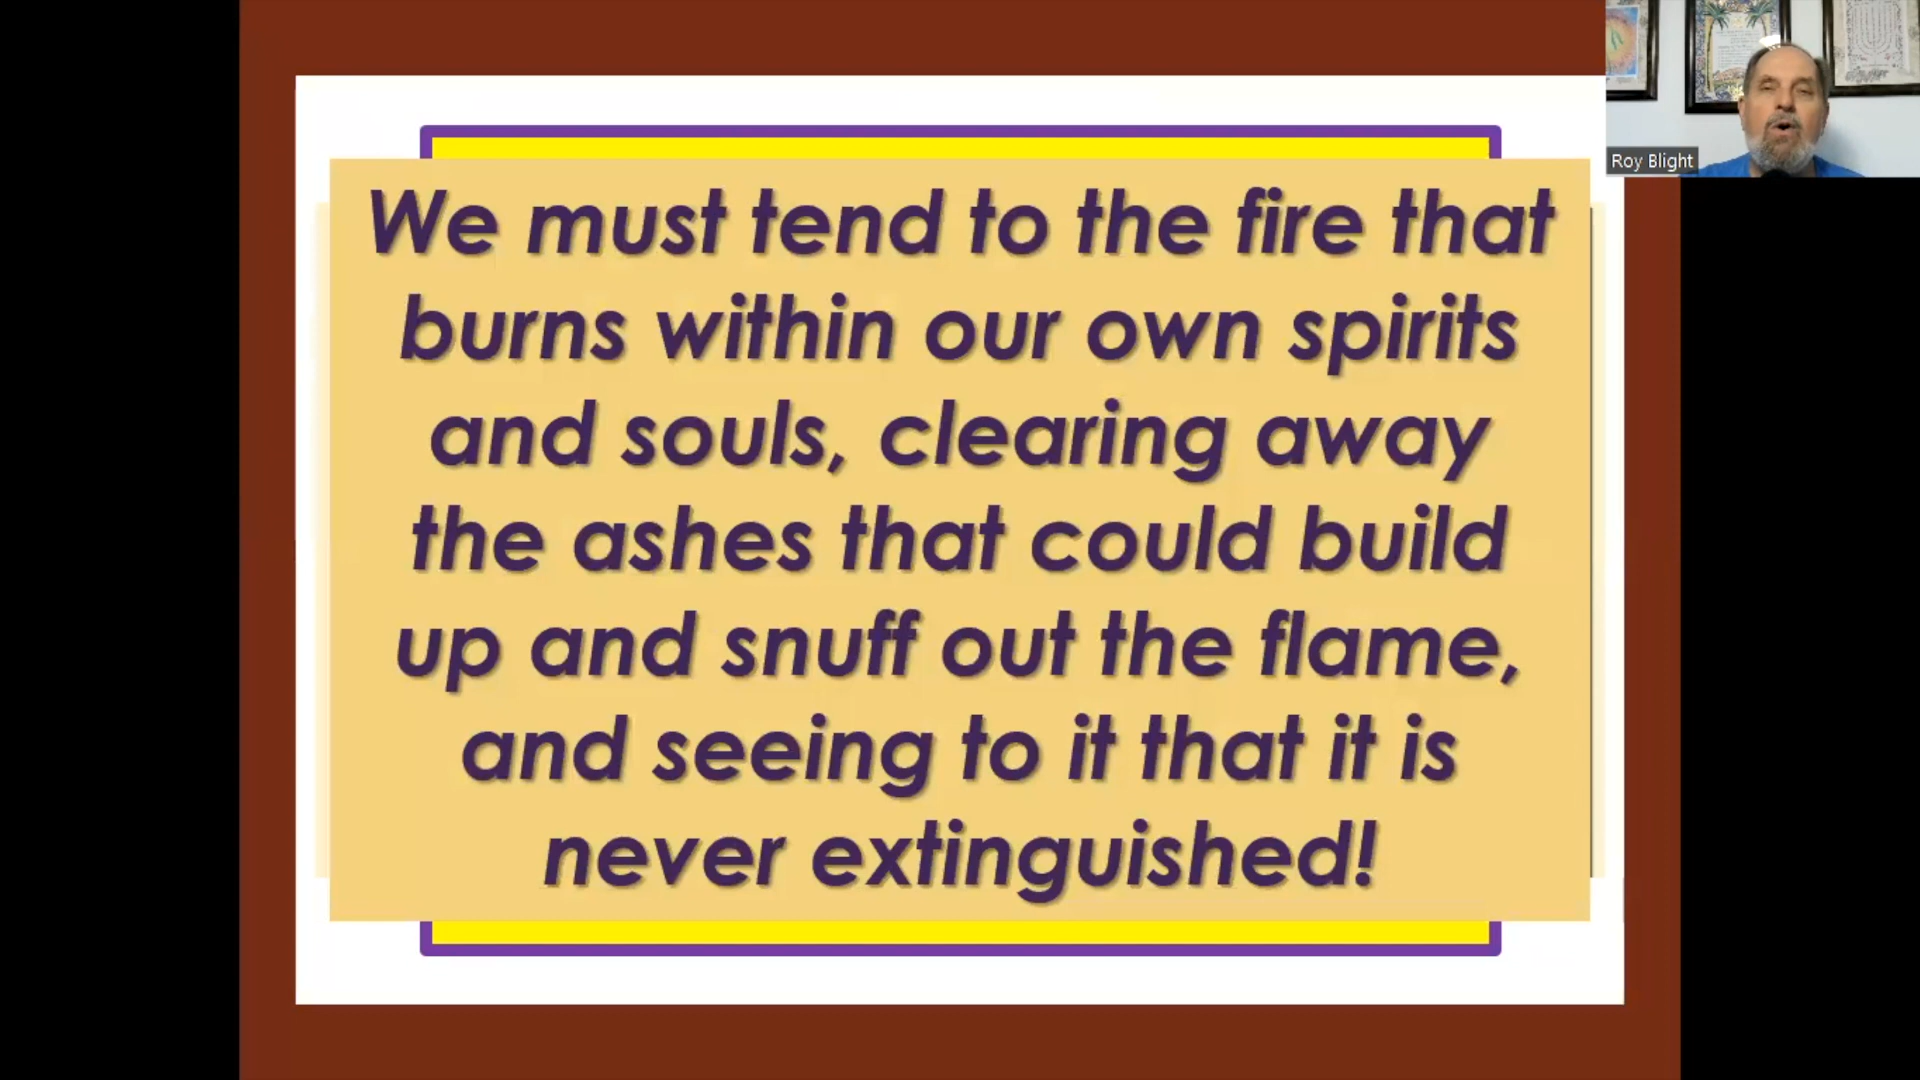 We must tend to the fire that
burns within our own spirits
and souls, clearing away
the ashes that could build
up and snuff out the flame,
and seeing to it that it is
never extinguished!
Roy Blight